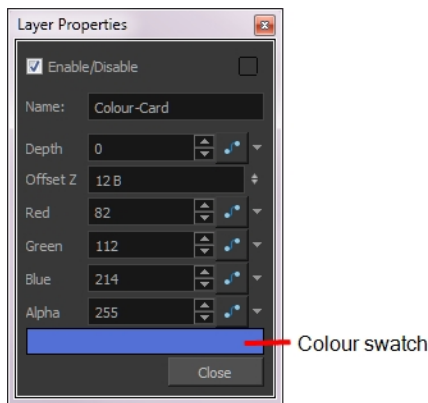 Layer Properties
Enable/Disable
Name: Colour-Card
Depth 0
Offset Z 12 B
Red 82
Green 112
Blue 214
Alpha 255
Colour swatch
Close